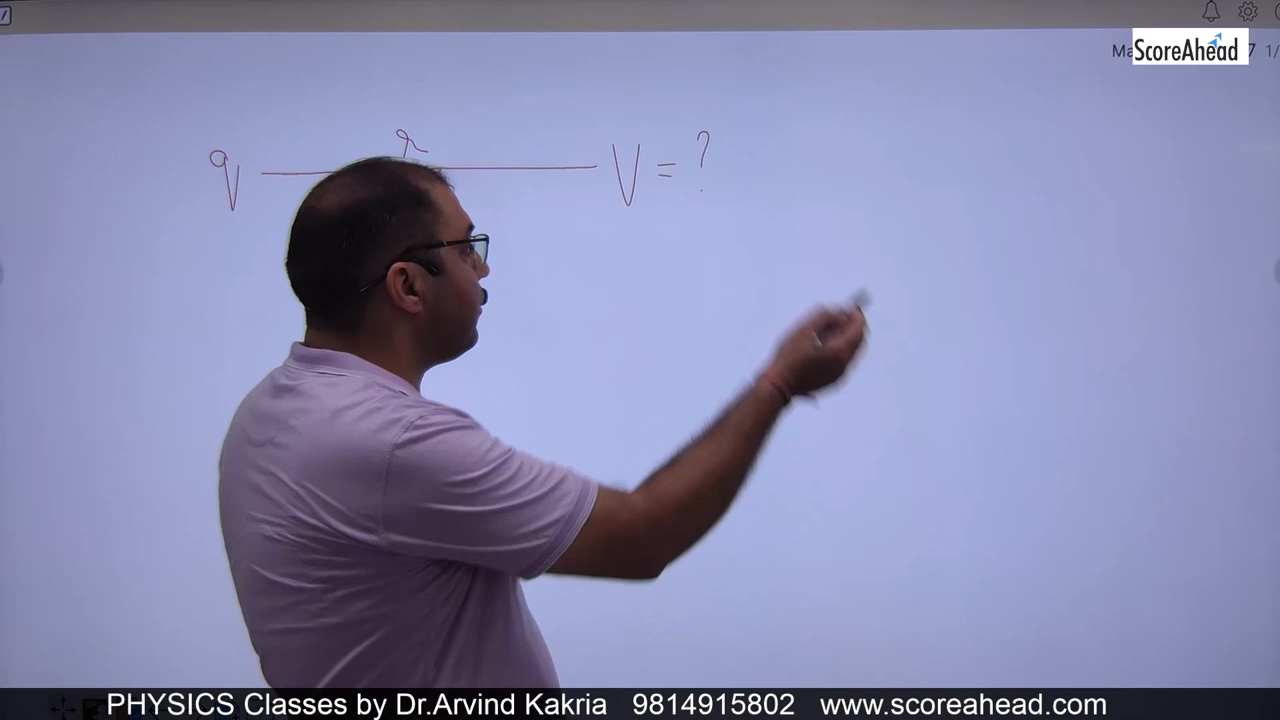 ScoreAhead
r
q V = ?
PHYSICS Classes by Dr.Arvind Kakria 9814915802 www.scoreahead.com